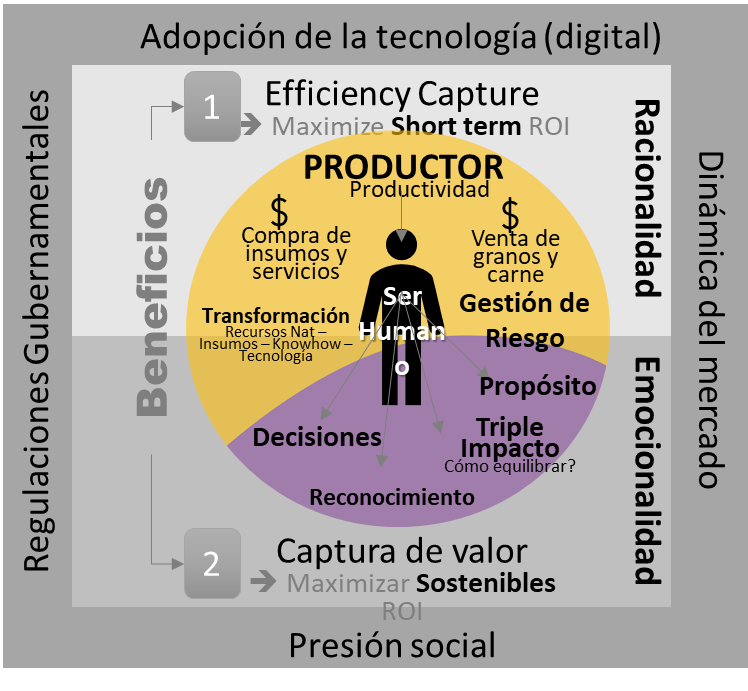 Adopción de la tecnología (digital)
Regulaciones Gubernamentales
Dinámica del mercado
Presión social
Beneficios
Racionalidad
Emocionalidad
1
Efficiency Capture
Maximize Short term ROI
PRODUCTOR
Productividad
$
Compra de
insumos y
servicios
$
Venta de
granos y
carne
Transformación
Recursos Nat –
Insumos – Knowhow –
Tecnología
Gestión de
Riesgo
Ser
Human
o
Propósito
Decisiones
Triple
Impacto
Cómo equilibrar?
Reconocimiento
2
Captura de valor
Maximizar Sostenibles
ROI